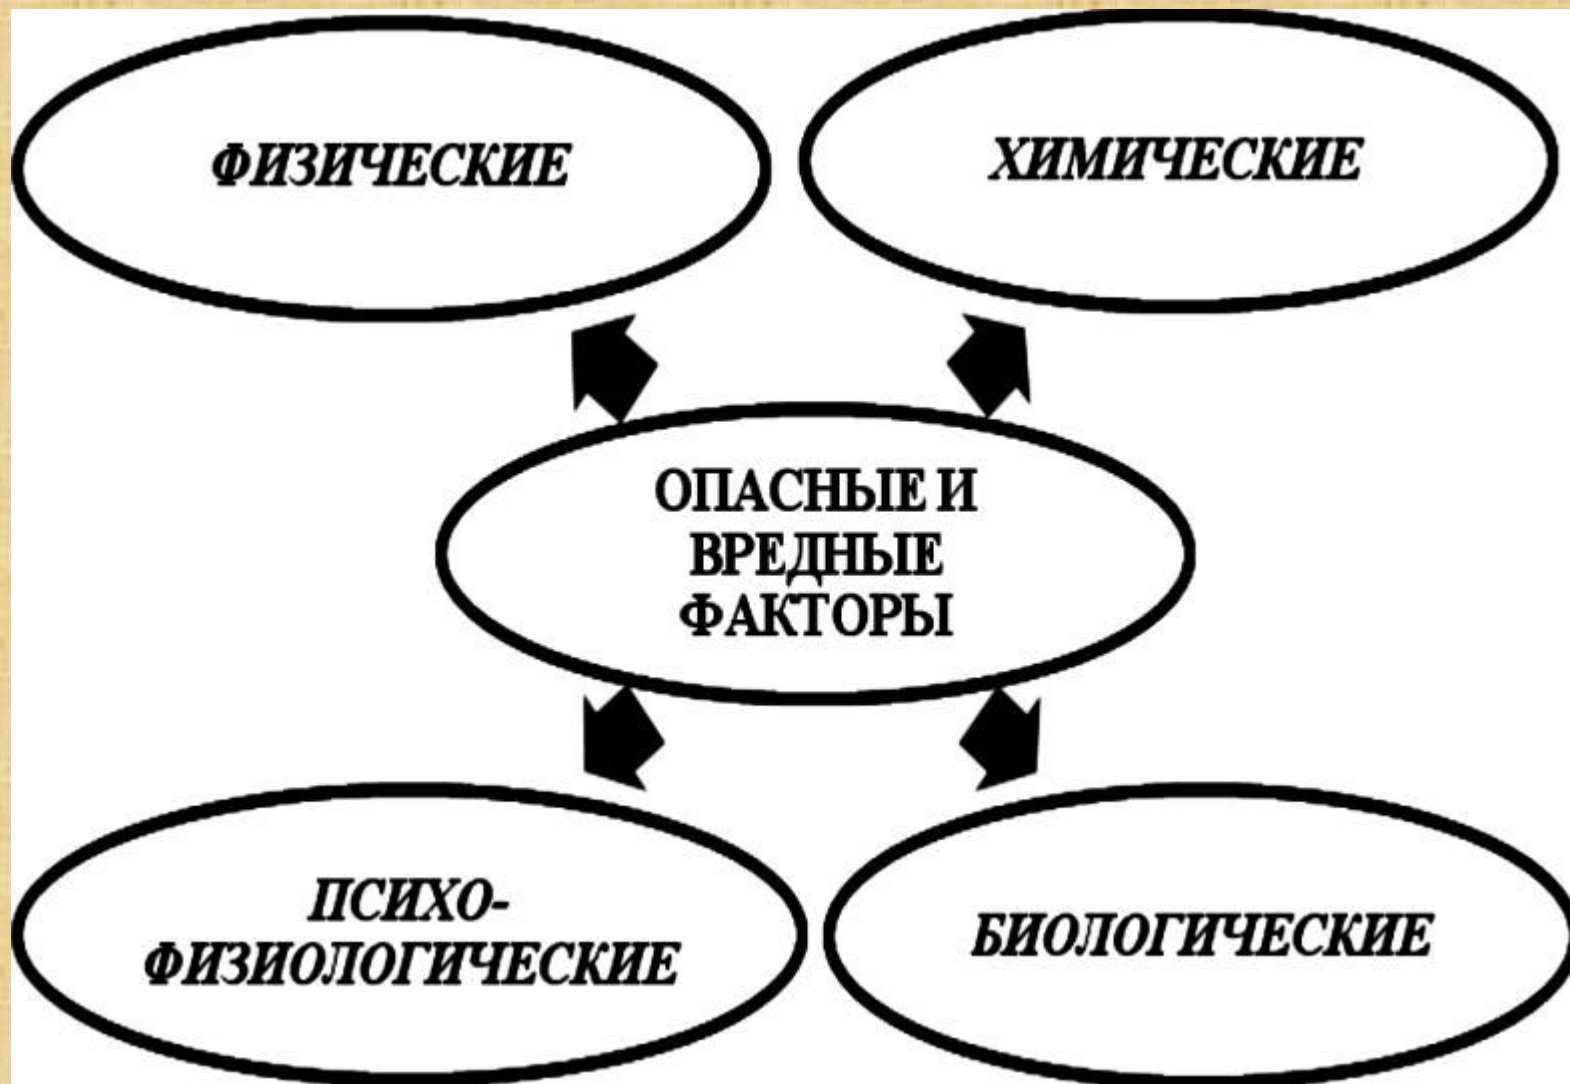 ФИЗИЧЕСКИЕ
ХИМИЧЕСКИЕ
ОПАСНЫЕ И
ВРЕДНЫЕ
ФАКТОРЫ
ПСИХО-
ФИЗИОЛОГИЧЕСКИЕ
БИОЛОГИЧЕСКИЕ